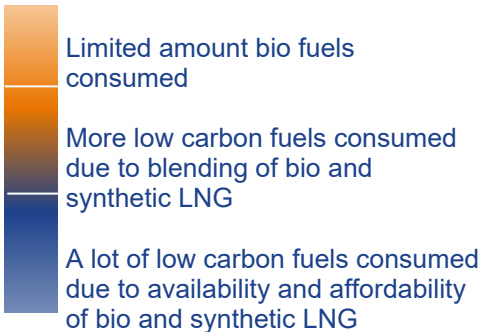 Limited amount bio fuels
consumed
More low carbon fuels consumed
due to blending of bio and
synthetic LNG
A lot of low carbon fuels consumed
due to availability and affordability
of bio and synthetic LNG